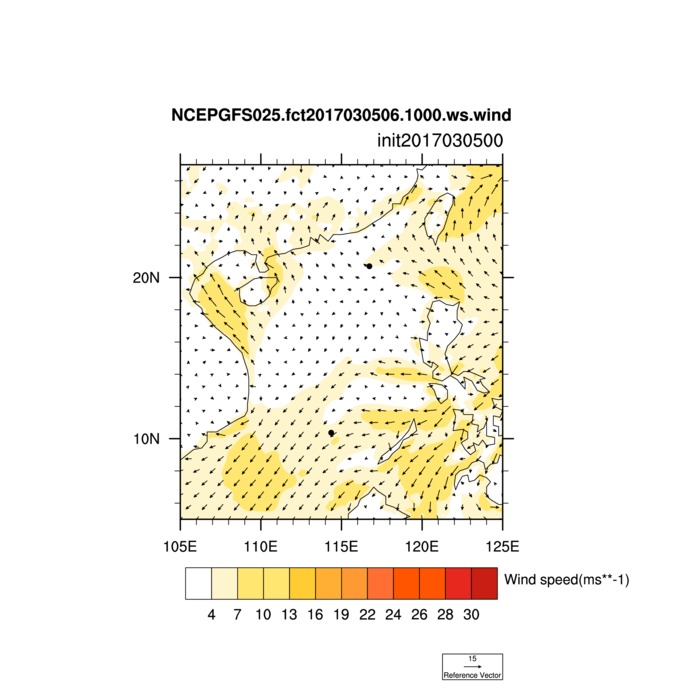 NCEPGFS025.fct2017030506.1000.ws.wind
init2017030500
20N
10N
105E 110E 115E 120E 125E
Wind speed(ms**-1)
4 7 10 13 16 19 22 24 26 28 30
15
Reference Vector